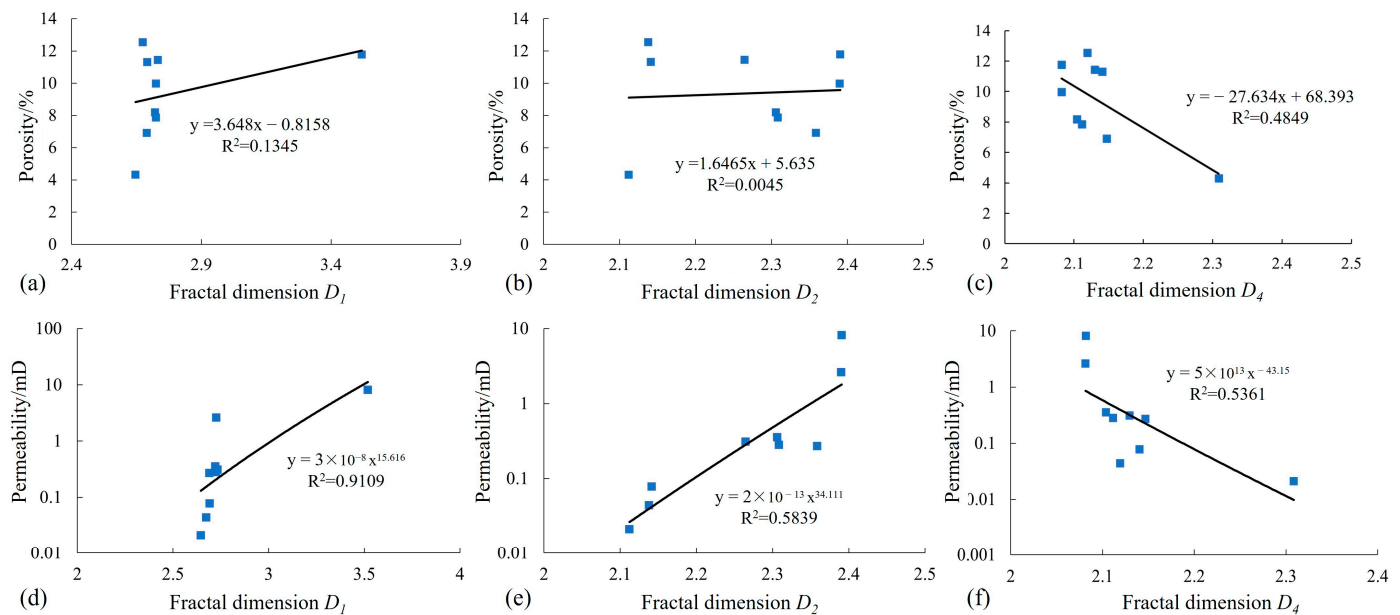 14
12
10
8
6
4
2
0
Porosity/%
y =3.648x − 0.8158
R²=0.1345
2.4 2.9 3.4 3.9
(a)
Fractal dimension D₁
14
12
10
8
6
4
2
0
Porosity/%
y =1.6465x + 5.635
R²=0.0045
2 2.1 2.2 2.3 2.4 2.5
(b)
Fractal dimension D₂
14
12
10
8
6
4
2
0
Porosity/%
y = − 27.634x + 68.393
R²=0.4849
2 2.1 2.2 2.3 2.4 2.5
(c)
Fractal dimension D₄
100
10
1
0.1
0.01
Permeability/mD
y = 3×10⁻⁸ x^15.616
R²=0.9109
2 2.5 3 3.5 4
(d)
Fractal dimension D₁
10
1
0.1
0.01
Permeability/mD
y = 2×10⁻¹³ x^34.111
R²=0.5839
2 2.1 2.2 2.3 2.4 2.5
(e)
Fractal dimension D₂
10
1
0.1
0.01
0.001
Permeability/mD
y = 5×10¹³ x^−43.15
R²=0.5361
2 2.1 2.2 2.3 2.4
(f)
Fractal dimension D₄